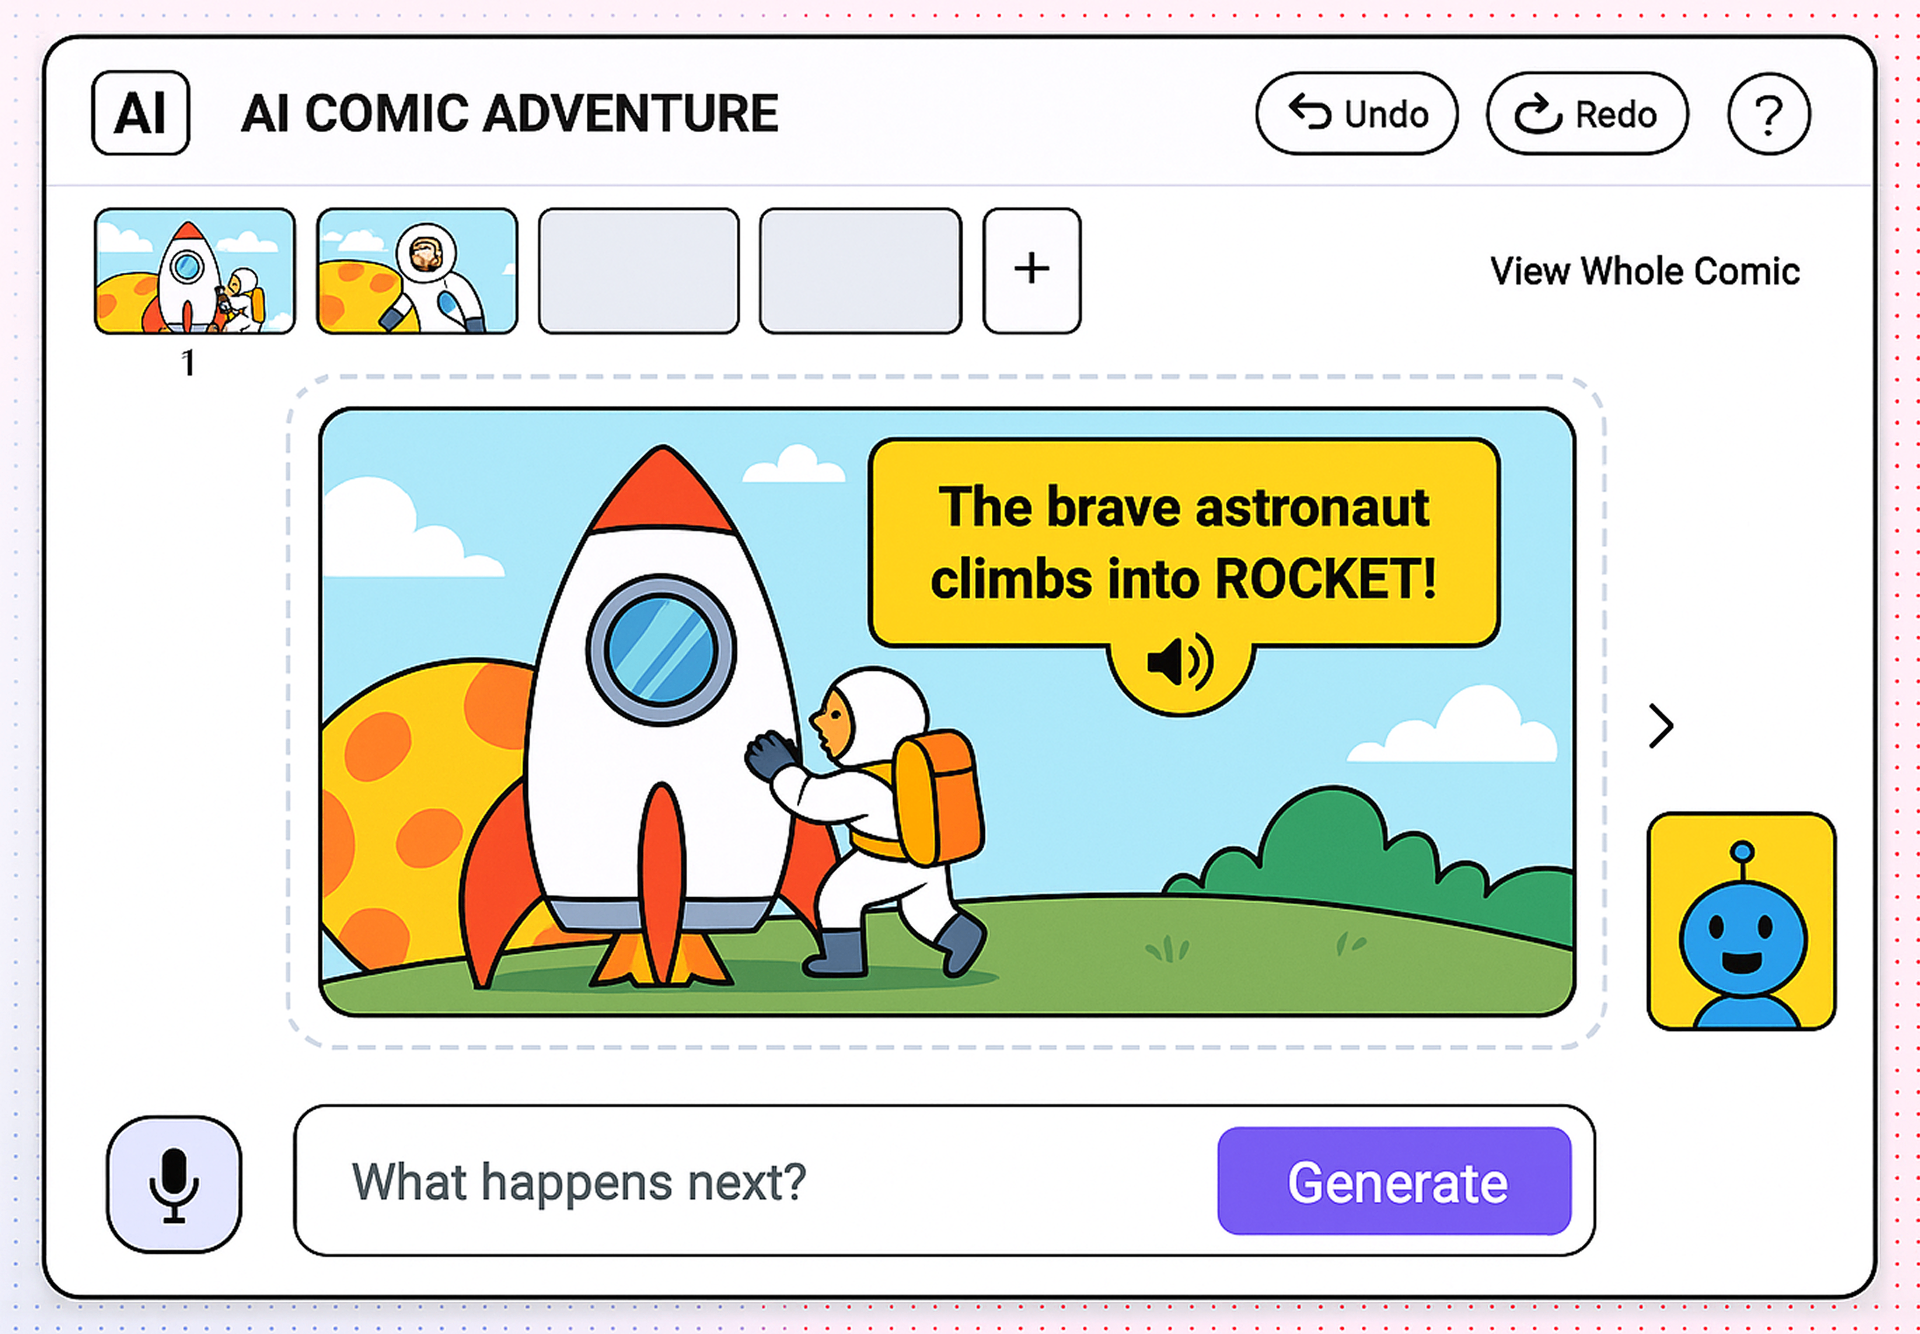 AI
AI COMIC ADVENTURE
Undo
Redo
?
+
View Whole Comic
1
The brave astronaut
climbs into ROCKET!
What happens next?
Generate